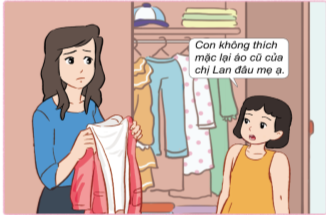 Con không thích
mặc lại áo cũ của
chị Lan đâu mẹ ạ.